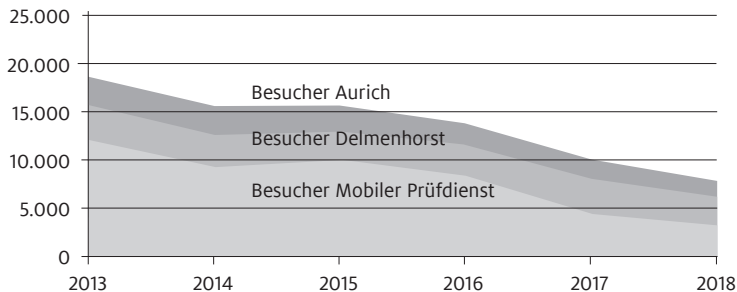 25.000
20.000
15.000
10.000
5.000
0
Besucher Aurich
Besucher Delmenhorst
Besucher Mobiler Prüfdienst
2013 2014 2015 2016 2017 2018